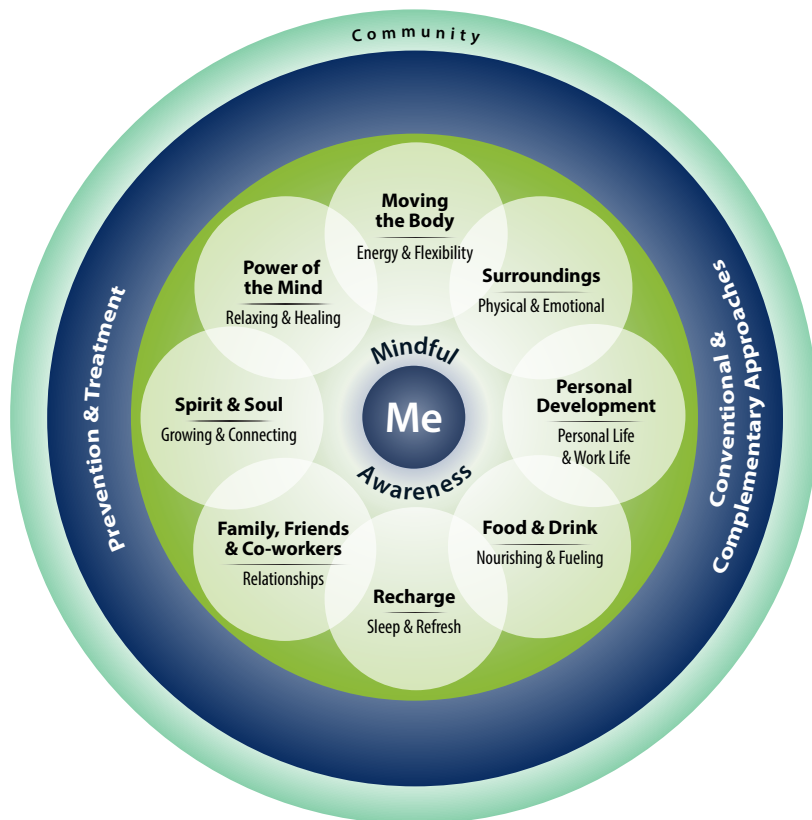 Community
Moving
the Body
Energy & Flexibility
Surroundings
Physical & Emotional
Personal
Development
Personal Life
& Work Life
Food & Drink
Nourishing & Fueling
Recharge
Sleep & Refresh
Family, Friends
& Co-workers
Relationships
Spirit & Soul
Growing & Connecting
Power of
the Mind
Relaxing & Healing
Mindful
Me
Awareness
Prevention & Treatment
Conventional &
Complementary Approaches